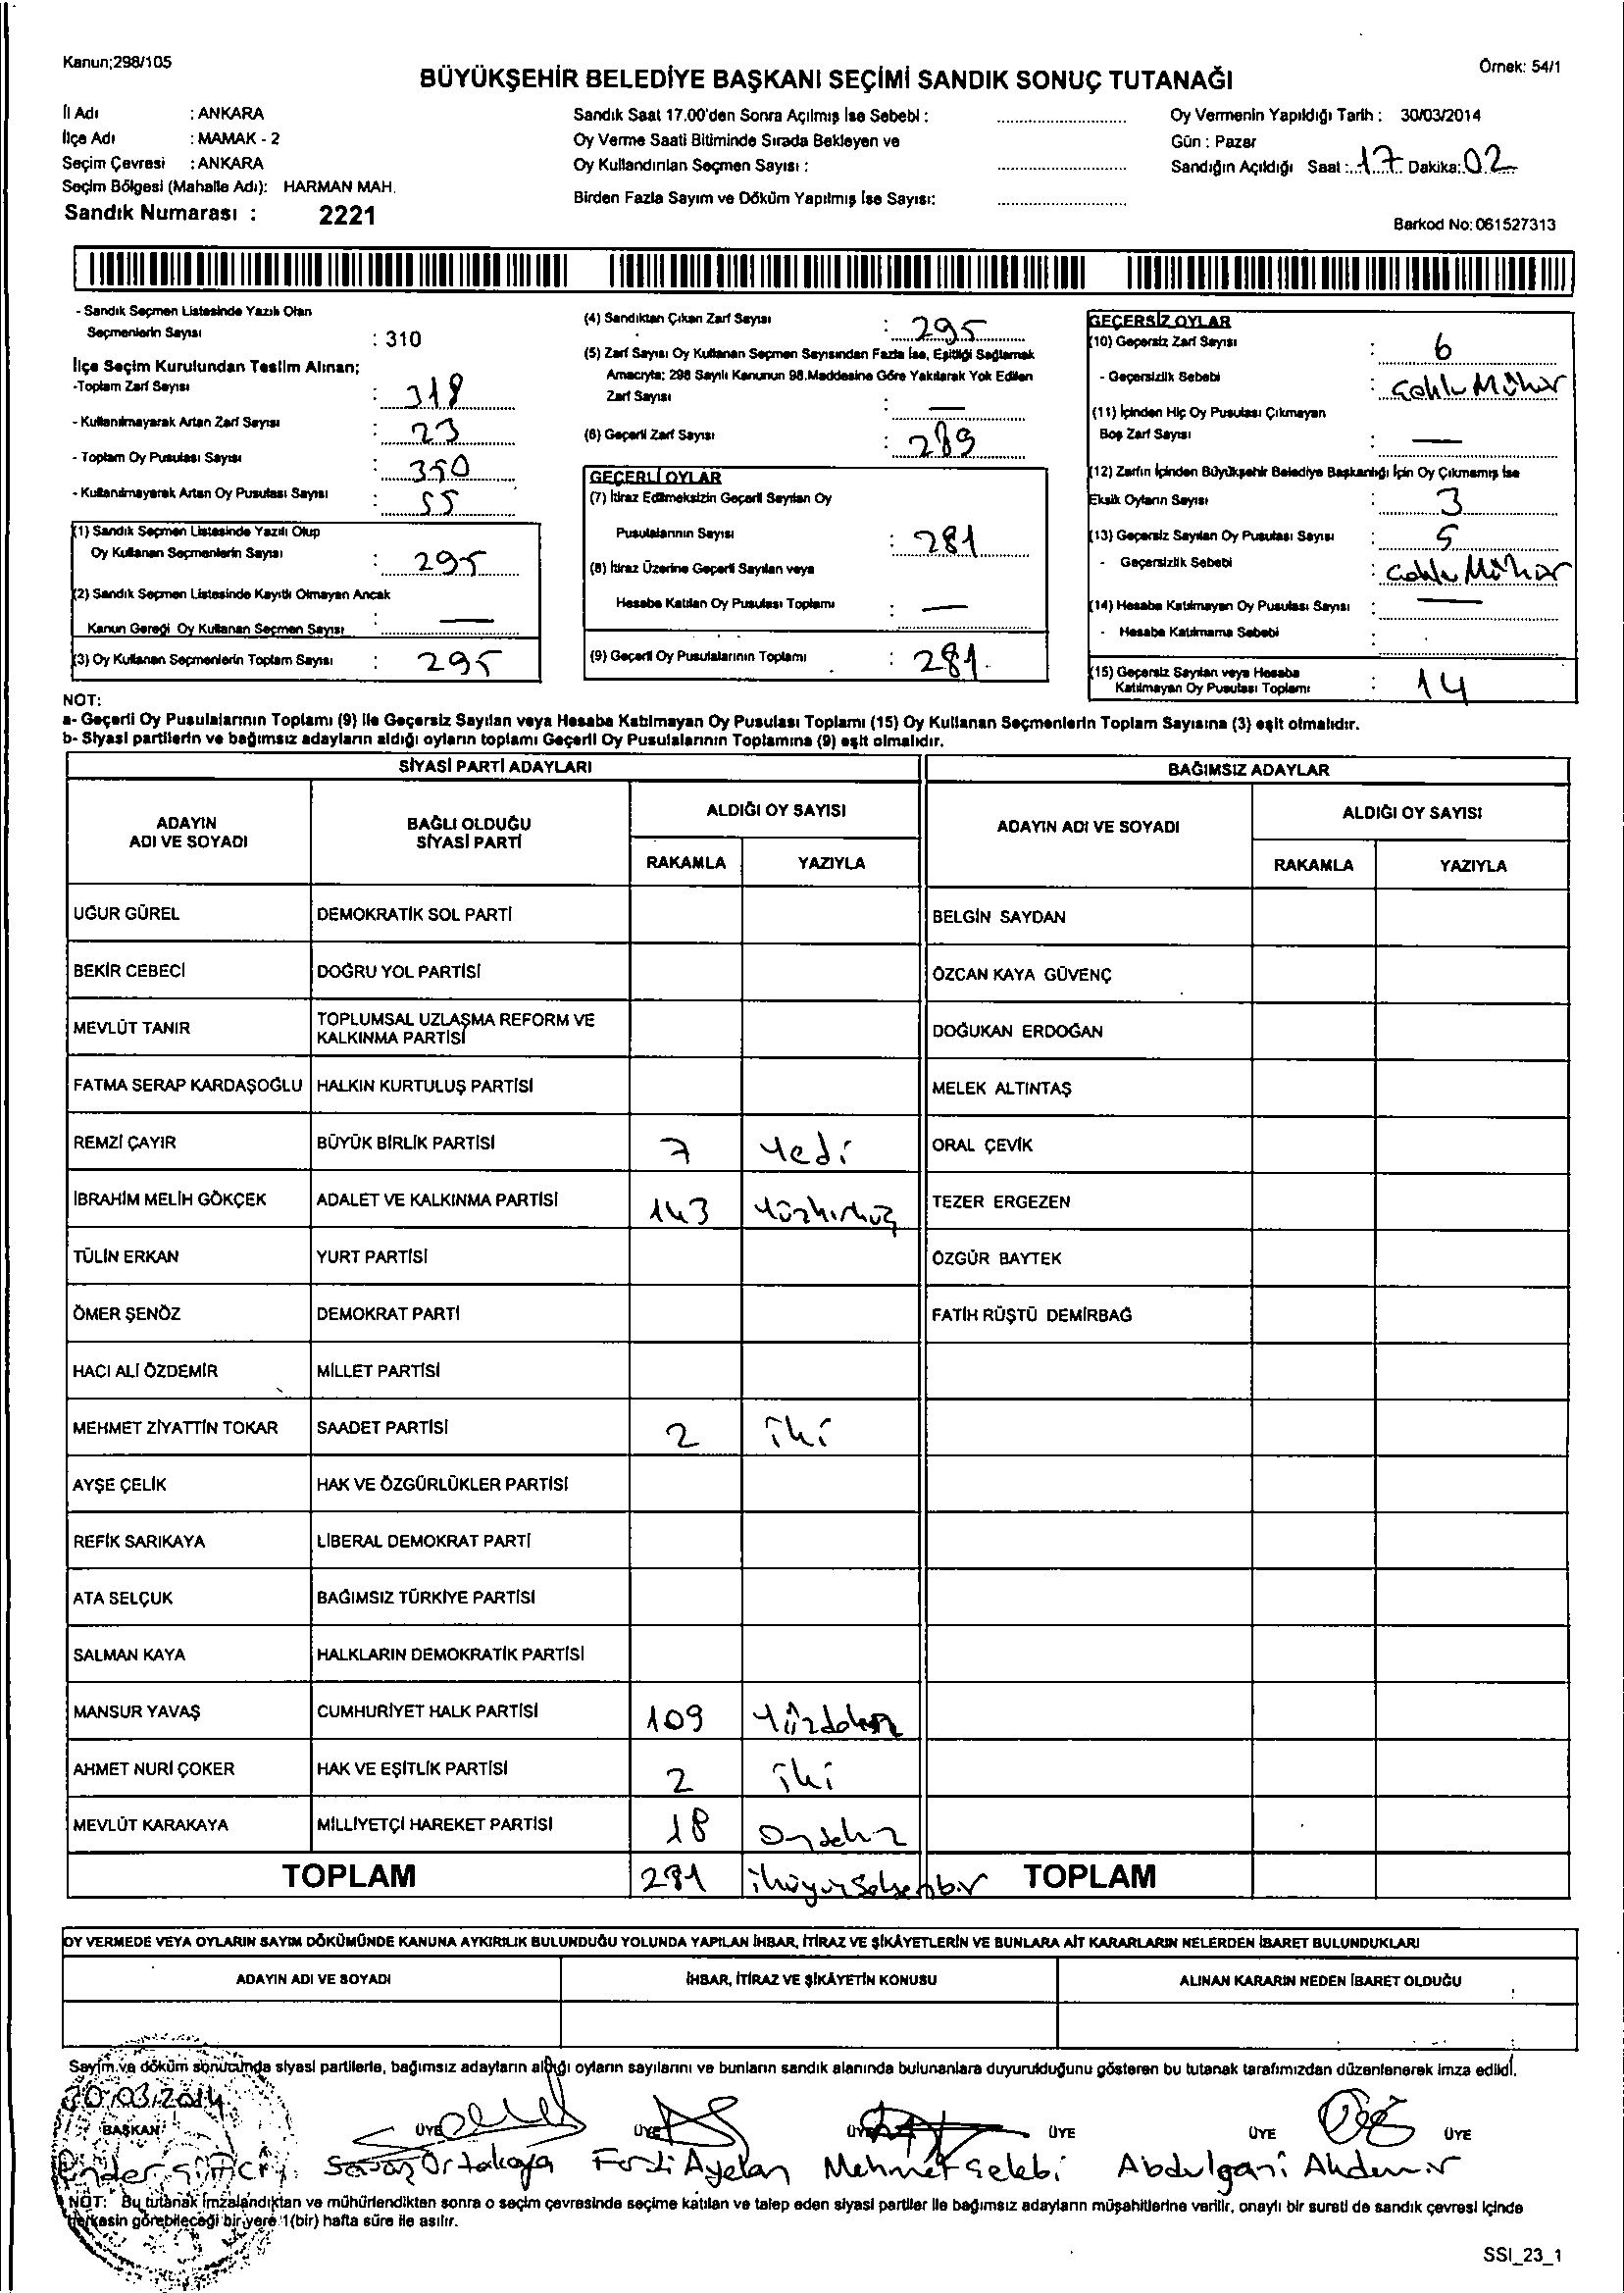 Kanun;298/105
Örnek: 54/1
BÜYÜKŞEHİR BELEDİYE BAŞKANI SEÇİMİ SANDIK SONUÇ TUTANAĞI
İl Adı : ANKARA
İlçe Adı : MAMAK - 2
Seçim Çevresi : ANKARA
Seçim Bölgesi (Mahalle Adı): HARMAN MAH.
Sandık Numarası : 2221
Sandık Saat 17.00'den Sonra Açılmış İse Sebebi :
Oy Verme Saati Bitiminde Sırada Bekleyen ve
Oy Kullandırılan Seçmen Sayısı :
Birden Fazla Sayım ve Döküm Yapılmış İse Sayısı:
Oy Vermenin Yapıldığı Tarih : 30/03/2014
Gün : Pazar
Sandığın Açıldığı Saat : 17 Dakika: 02
Barkod No: 061527313
- Sandık Seçmen Listesinde Yazılı Olan
Seçmenlerin Sayısı : 310
İlçe Seçim Kurulundan Teslim Alınan;
-Toplam Zarf Sayısı : 318
- Kullanılmayarak Artan Zarf Sayısı : 23
- Toplam Oy Pusulası Sayısı : 350
- Kullanılmayarak Artan Oy Pusulası Sayısı : 55
(1) Sandık Seçmen Listesinde Yazılı Olup
Oy Kullanan Seçmenlerin Sayısı : 295
(2) Sandık Seçmen Listesinde Kayıtlı Olmayan Ancak
Kanun Gereği Oy Kullanan Seçmen Sayısı : —
(3) Oy Kullanan Seçmenlerin Toplam Sayısı : 295
(4) Sandıktan Çıkan Zarf Sayısı : 295
(5) Zarf Sayısı Oy Kullanan Seçmen Sayısından Fazla İse, Eşitliği Sağlamak
Amacıyla; 298 Sayılı Kanunun 98.Maddesine Göre Yakılarak Yok Edilen
Zarf Sayısı : —
(6) Geçerli Zarf Sayısı : 289
GEÇERLİ OYLAR
(7) İtiraz Edilmeksizin Geçerli Sayılan Oy
Pusulalarının Sayısı : 281
(8) İtiraz Üzerine Geçerli Sayılan veya
Hesaba Katılan Oy Pusulası Toplamı : —
(9) Geçerli Oy Pusulalarının Toplamı : 281
GEÇERSİZ OYLAR
(10) Geçersiz Zarf Sayısı : 6
- Geçersizlik Sebebi : Çoklu Mühür
(11) İçinden Hiç Oy Pusulası Çıkmayan
Boş Zarf Sayısı : —
(12) Zarfın İçinden Büyükşehir Belediye Başkanlığı İçin Oy Çıkmamış İse
Eksik Oyların Sayısı : 3
(13) Geçersiz Sayılan Oy Pusulası Sayısı : 5
- Geçersizlik Sebebi : Çoklu Mühür
(14) Hesaba Katılmayan Oy Pusulası Sayısı : —
- Hesaba Katılmama Sebebi :
(15) Geçersiz Sayılan veya Hesaba
Katılmayan Oy Pusulası Toplamı : 14
NOT:
a- Geçerli Oy Pusulalarının Toplamı (9) ile Geçersiz Sayılan veya Hesaba Katılmayan Oy Pusulası Toplamı (15) Oy Kullanan Seçmenlerin Toplam Sayısına (3) eşit olmalıdır.
b- Siyasi partilerin ve bağımsız adayların aldığı oyların toplamı Geçerli Oy Pusulalarının Toplamına (9) eşit olmalıdır.
SİYASİ PARTİ ADAYLARI BAĞIMSIZ ADAYLAR
ADAYIN ADI VE SOYADI BAĞLI OLDUĞU SİYASİ PARTİ ALDIĞI OY SAYISI ADAYIN ADI VE SOYADI ALDIĞI OY SAYISI
RAKAMLA YAZIYLA RAKAMLA YAZIYLA
UĞUR GÜREL DEMOKRATİK SOL PARTİ BELGİN SAYDAN
BEKİR CEBECİ DOĞRU YOL PARTİSİ ÖZCAN KAYA GÜVENÇ
MEVLÜT TANIR TOPLUMSAL UZLAŞMA REFORM VE KALKINMA PARTİSİ DOĞUKAN ERDOĞAN
FATMA SERAP KARDAŞOĞLU HALKIN KURTULUŞ PARTİSİ MELEK ALTINTAŞ
REMZİ ÇAYIR BÜYÜK BİRLİK PARTİSİ 7 Yedi ORAL ÇEVİK
İBRAHİM MELİH GÖKÇEK ADALET VE KALKINMA PARTİSİ 143 Yüzkırküç TEZER ERGEZEN
TÜLİN ERKAN YURT PARTİSİ ÖZGÜR BAYTEK
ÖMER ŞENÖZ DEMOKRAT PARTİ FATİH RÜŞTÜ DEMİRBAĞ
HACI ALİ ÖZDEMİR MİLLET PARTİSİ
MEHMET ZİYATTİN TOKAR SAADET PARTİSİ 2 iki
AYŞE ÇELİK HAK VE ÖZGÜRLÜKLER PARTİSİ
REFİK SARIKAYA LİBERAL DEMOKRAT PARTİ
ATA SELÇUK BAĞIMSIZ TÜRKİYE PARTİSİ
SALMAN KAYA HALKLARIN DEMOKRATİK PARTİSİ
MANSUR YAVAŞ CUMHURİYET HALK PARTİSİ 109 Yüzdokuz
AHMET NURİ ÇOKER HAK VE EŞİTLİK PARTİSİ 2 iki
MEVLÜT KARAKAYA MİLLİYETÇİ HAREKET PARTİSİ 18 Onsekiz
TOPLAM 281 ikiyüzseksenbir TOPLAM
OY VERMEDE VEYA OYLARIN SAYIM DÖKÜMÜNDE KANUNA AYKIRILIK BULUNDUĞU YOLUNDA YAPILAN İHBAR, İTİRAZ VE ŞİKÂYETLERİN VE BUNLARA AİT KARARLARIN NELERDEN İBARET BULUNDUKLARI
ADAYIN ADI VE SOYADI İHBAR, İTİRAZ VE ŞİKÂYETİN KONUSU ALINAN KARARIN NEDEN İBARET OLDUĞU
Sayım ve döküm sonucunda siyasi partilerle, bağımsız adayların aldığı oyların sayılarını ve bunların sandık alanında bulunanlara duyurulduğunu gösteren bu tutanak tarafımızdan düzenlenerek imza edildi.
30/03/2014
BAŞKAN ÜYE ÜYE ÜYE ÜYE ÜYE ÜYE
Ender Savaş Ortakaya Ferdi Ayelan Mehmet Çelebi Abdulgani Akdemir
NOT: Bu tutanak imzalandıktan ve mühürlendikten sonra o seçim çevresinde seçime katılan ve talep eden siyasi partiler ile bağımsız adayların müşahitlerine verilir, onaylı bir sureti de sandık çevresi içinde
herkesin görebileceği bir yere 1(bir) hafta süre ile asılır.
SSI_23_1